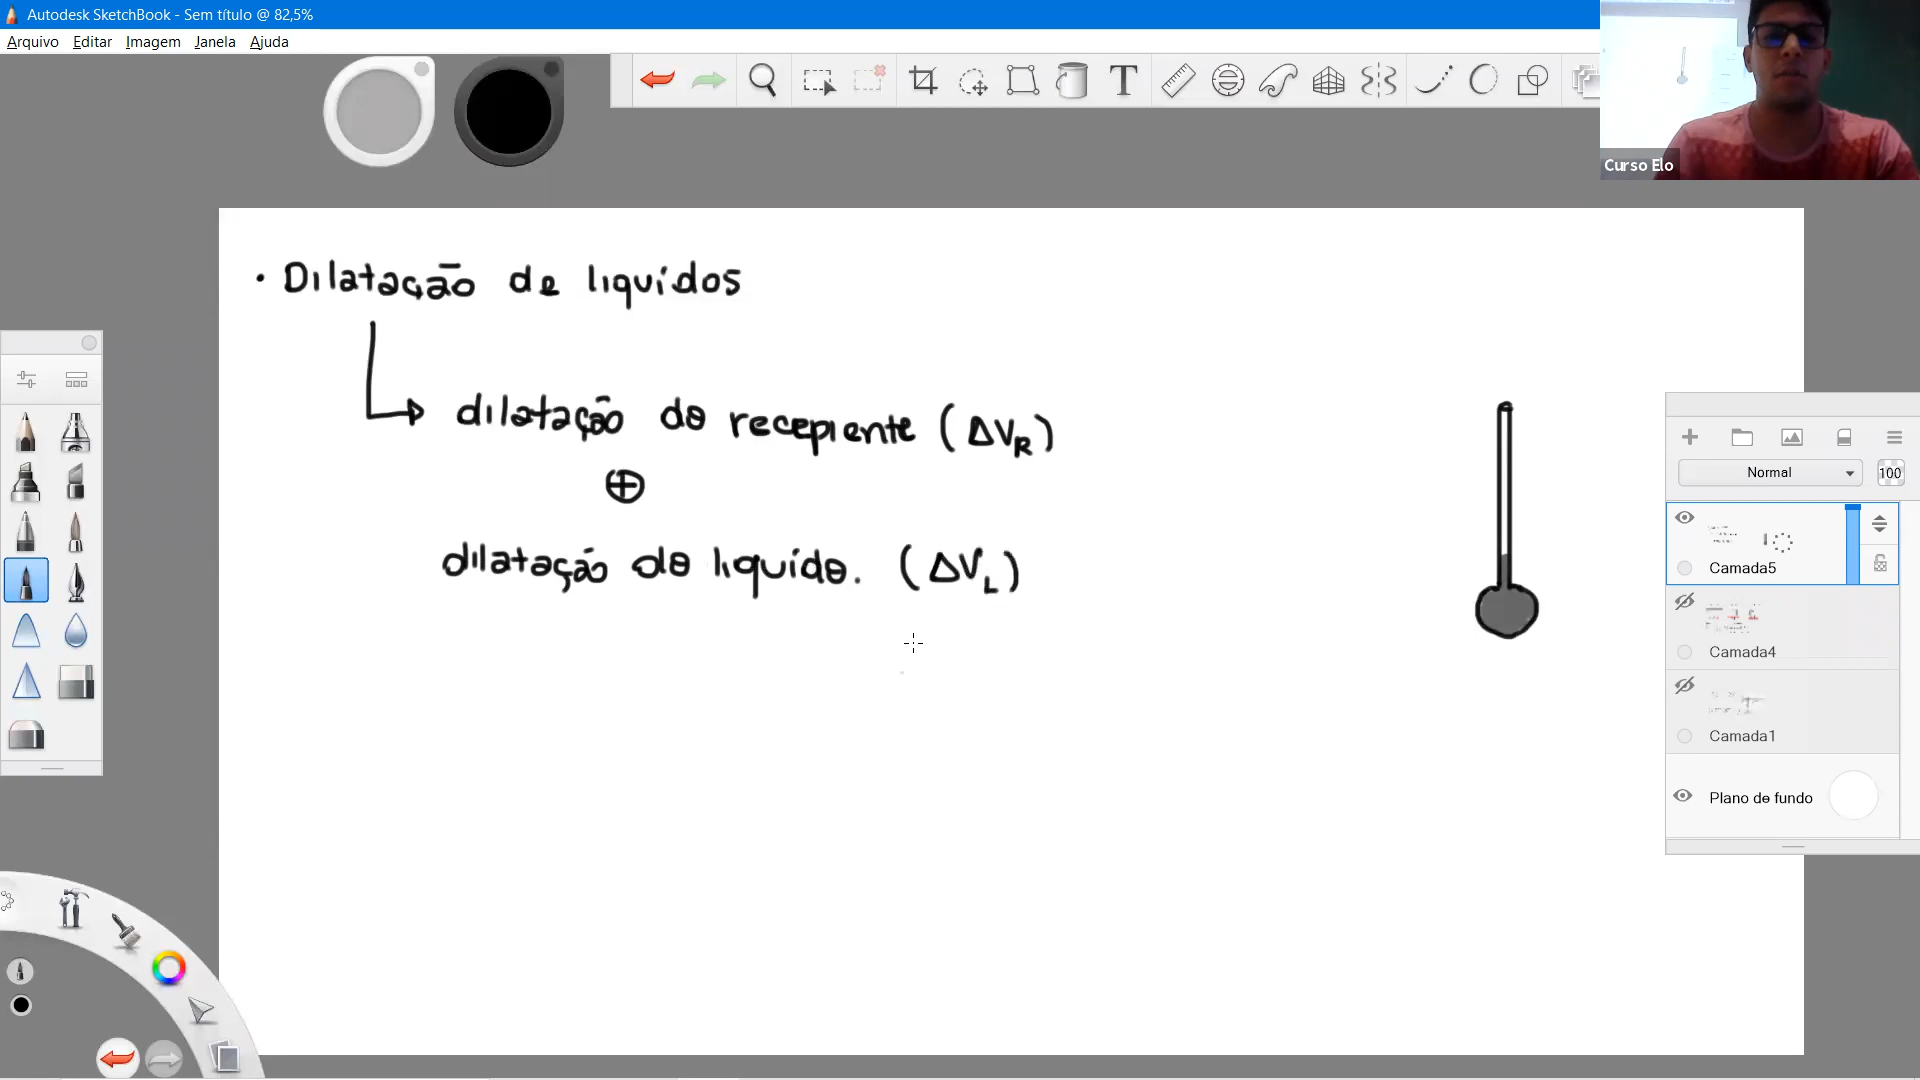 Autodesk SketchBook - Sem título @ 82,5%
Arquivo Editar Imagem Janela Ajuda
T
Curso Elo
• Dilatação de liquídos
dilatação do recepiente (ΔVR)
+
dilatação do liquído. (ΔVL)
Normal 100
Camada5
Camada4
Camada1
Plano de fundo